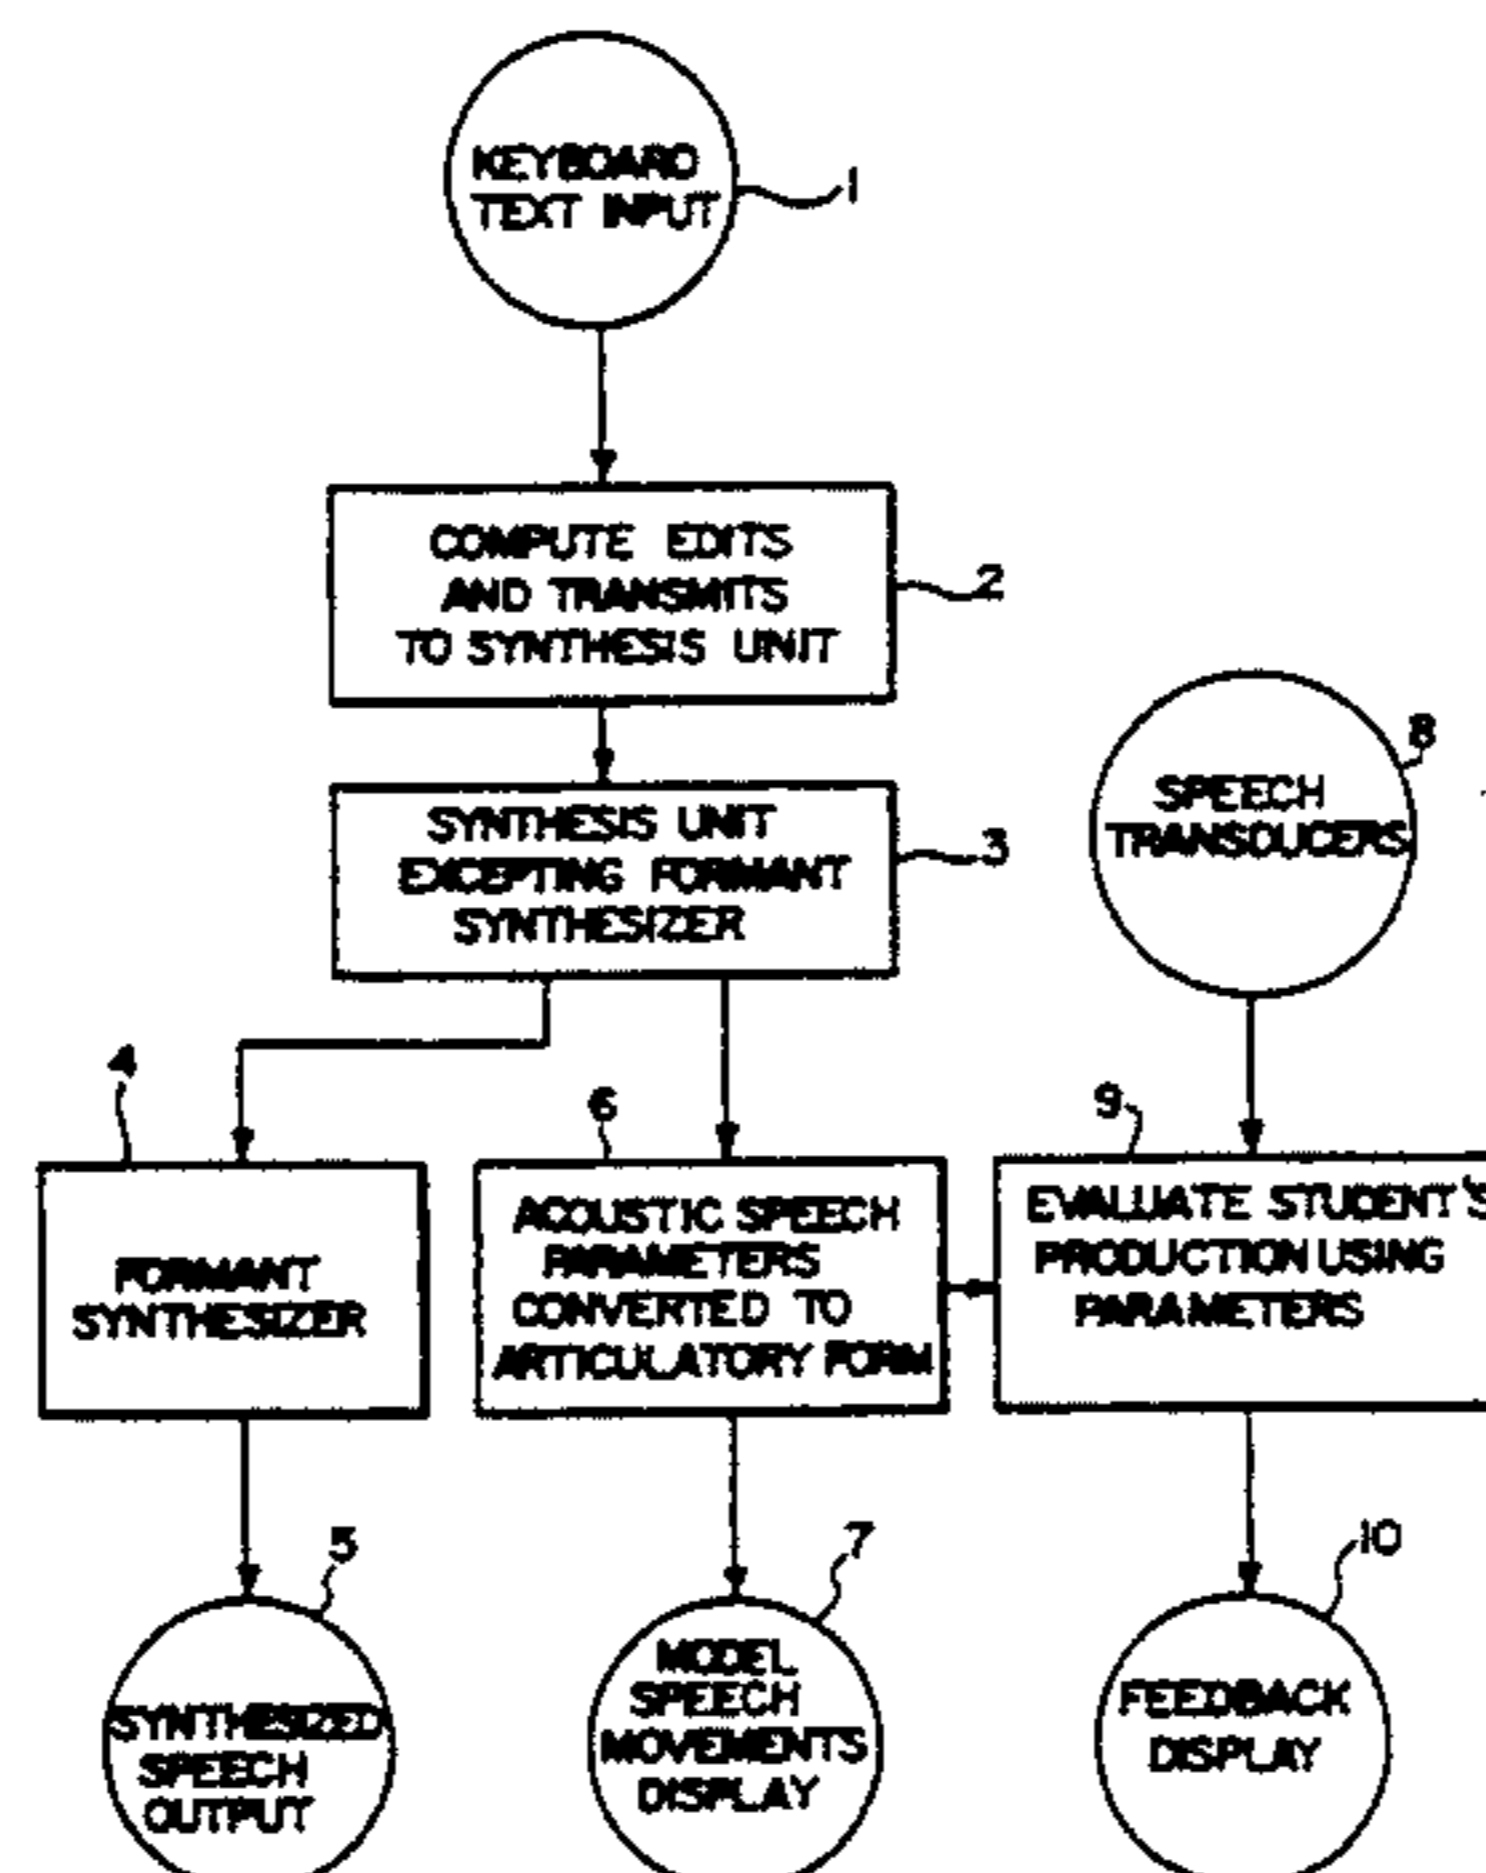 KEYBOARD
TEXT INPUT
1
COMPUTE EDITS
AND TRANSMITS
TO SYNTHESIS UNIT
2
SYNTHESIS UNIT
EXCEPTING FORMANT
SYNTHESIZER
3
SPEECH
TRANSDUCERS
8
4
FORMANT
SYNTHESIZER
6
ACOUSTIC SPEECH
PARAMETERS
CONVERTED TO
ARTICULATORY FORM
9
EVALUATE STUDENT'S
PRODUCTION USING
PARAMETERS
5
SYNTHESIZED
SPEECH
OUTPUT
7
MODEL
SPEECH
MOVEMENTS
DISPLAY
10
FEEDBACK
DISPLAY